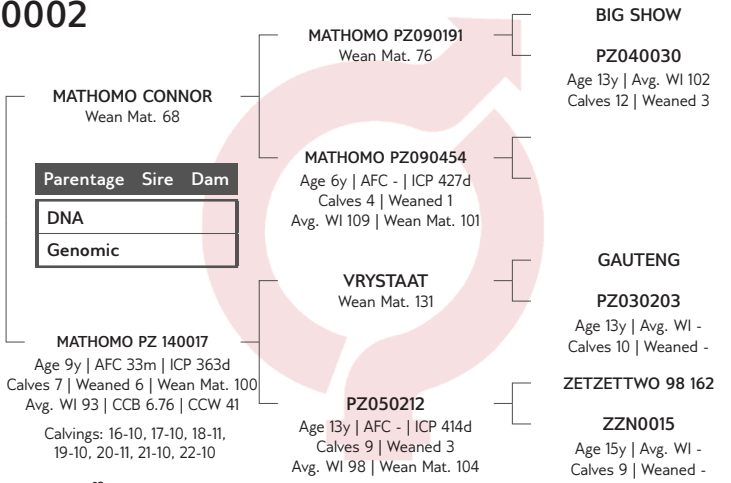 0002
MATHOMO CONNOR
Wean Mat. 68
Parentage Sire Dam
DNA
Genomic
MATHOMO PZ 140017
Age 9y | AFC 33m | ICP 363d
Calves 7 | Weaned 6 | Wean Mat. 100
Avg. WI 93 | CCB 6.76 | CCW 41
Calvings: 16-10, 17-10, 18-11,
19-10, 20-11, 21-10, 22-10
MATHOMO PZ090191
Wean Mat. 76
MATHOMO PZ090454
Age 6y | AFC - | ICP 427d
Calves 4 | Weaned 1
Avg. WI 109 | Wean Mat. 101
VRYSTAAT
Wean Mat. 131
PZ050212
Age 13y | AFC - | ICP 414d
Calves 9 | Weaned 3
Avg. WI 98 | Wean Mat. 104
BIG SHOW
PZ040030
Age 13y | Avg. WI 102
Calves 12 | Weaned 3
GAUTENG
PZ030203
Age 13y | Avg. WI -
Calves 10 | Weaned -
ZETZETTWO 98 162
ZZN0015
Age 15y | Avg. WI -
Calves 9 | Weaned -